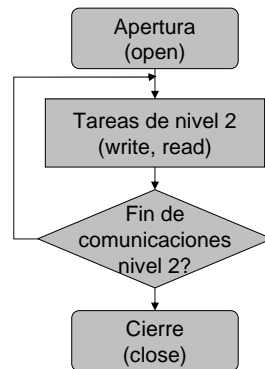 Apertura
(open)
Tareas de nivel 2
(write, read)
Fin de
comunicaciones
nivel 2?
Cierre
(close)